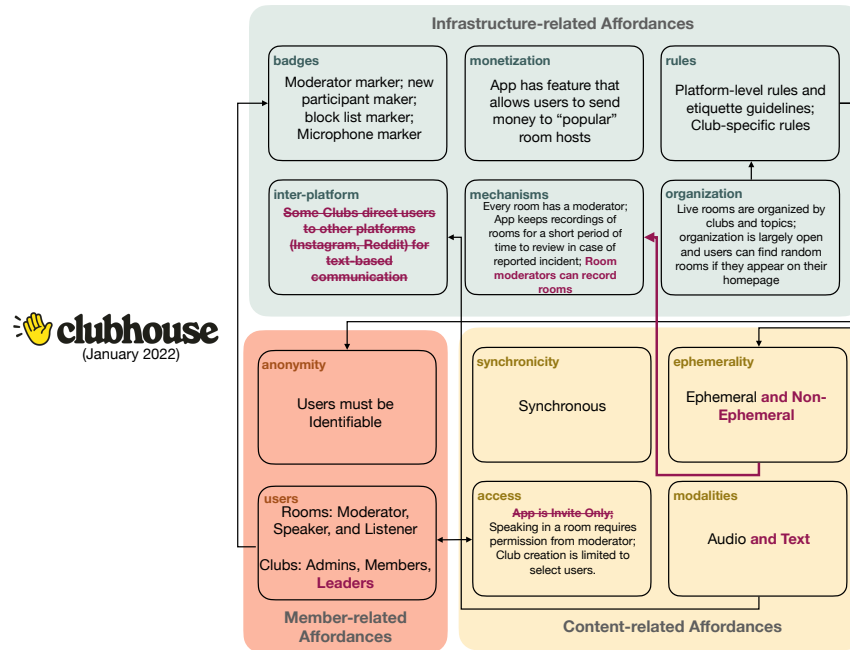 Infrastructure-related Affordances
badges
Moderator marker; new
participant maker;
block list marker;
Microphone marker
monetization
App has feature that
allows users to send
money to “popular”
room hosts
rules
Platform-level rules and
etiquette guidelines;
Club-specific rules
inter-platform
Some Clubs direct users
to other platforms
(Instagram, Reddit) for
text-based
communication
mechanisms
Every room has a moderator;
App keeps recordings of
rooms for a short period of
time to review in case of
reported incident; Room
moderators can record
rooms
organization
Live rooms are organized by
clubs and topics;
organization is largely open
and users can find random
rooms if they appear on their
homepage
clubhouse
(January 2022)
anonymity
Users must be
Identifiable
synchronicity
Synchronous
ephemerality
Ephemeral and Non-
Ephemeral
users
Rooms: Moderator,
Speaker, and Listener
Clubs: Admins, Members,
Leaders
access
App is Invite Only;
Speaking in a room requires
permission from moderator;
Club creation is limited to
select users.
modalities
Audio and Text
Member-related
Affordances
Content-related Affordances